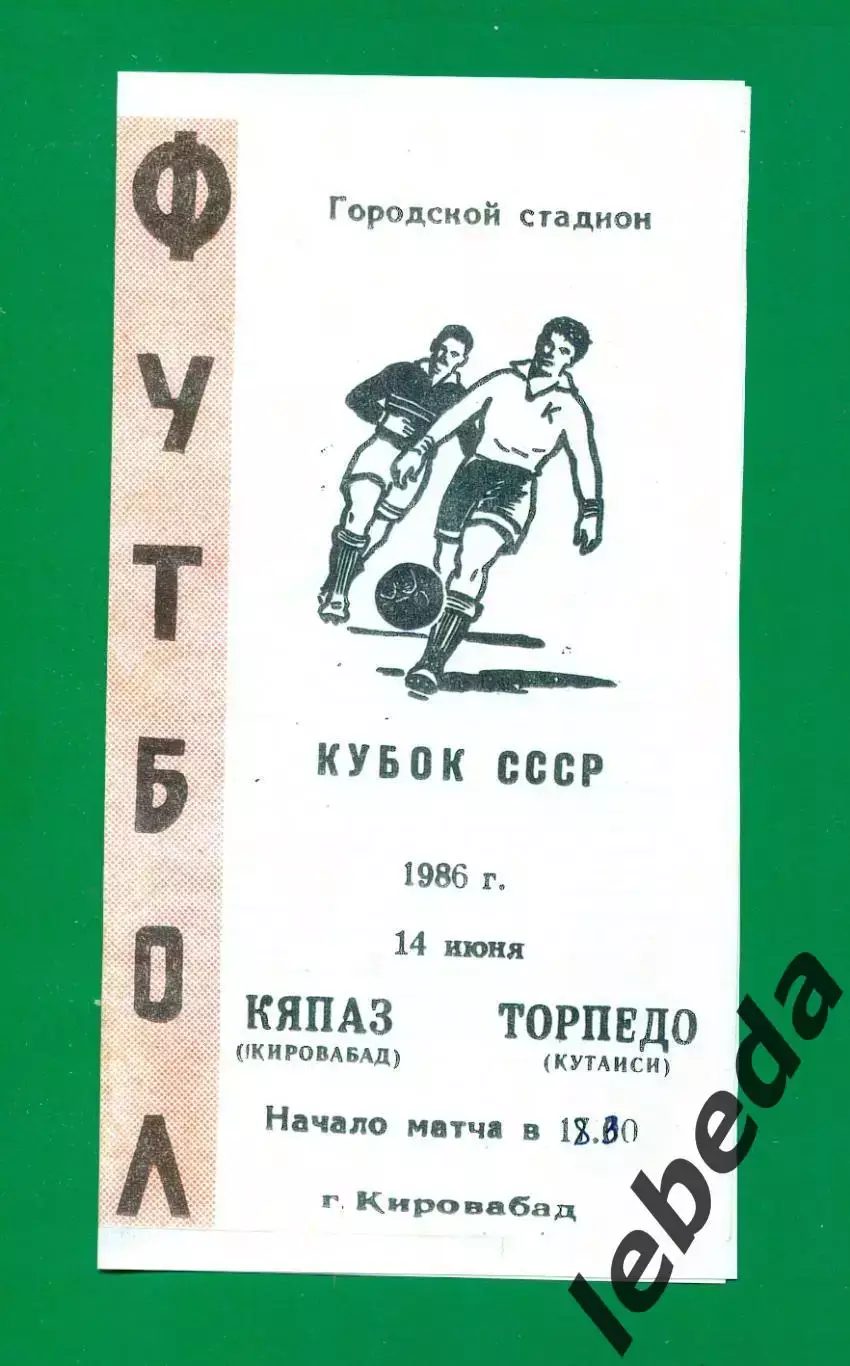 ФУТБОЛ
Городской стадион
К
КУБОК СССР
1986 г.
14 июня
КЯПАЗ ТОРПЕДО
(КИРОВАБАД) (КУТАИСИ)
Начало матча в
г. Кировабад
lebeda